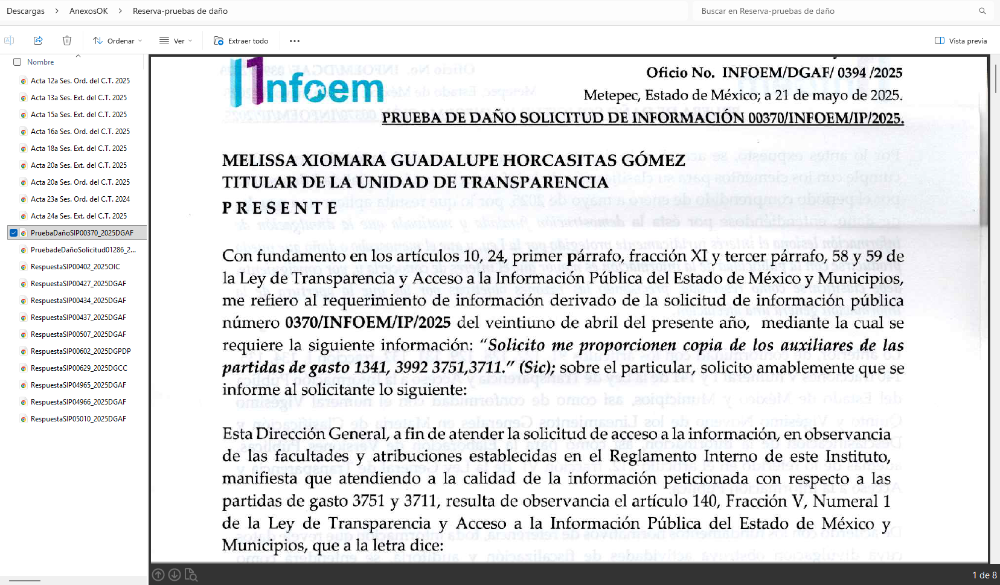 Descargas > AnexosOK > Reserva-pruebas de daño
Buscar en Reserva-pruebas de daño
Ordenar
Ver
Extraer todo
Vista previa
Nombre
Acta 12a Ses. Ord. del C.T. 2025
Acta 13a Ses. Ext. del C.T. 2025
Acta 15a Ses. Ext. del C.T. 2025
Acta 16a Ses. Ord. del C.T. 2025
Acta 18a Ses. Ext. del C.T. 2025
Acta 20a Ses. Ext. del C.T. 2025
Acta 20a Ses. Ord. del C.T. 2025
Acta 23a Ses. Ord. del C.T. 2024
Acta 24a Ses. Ext. del C.T. 2025
PruebaDañoSIP00370_2025DGAF
PruebadeDañoSolicitud01286_2...
RespuestaSIP00402_2025OIC
RespuestaSIP00427_2025DGAF
RespuestaSIP00434_2025DGAF
RespuestaSIP00437_2025DGAF
RespuestaSIP00507_2025DGAF
RespuestaSIP00602_2025DGPDP
RespuestaSIP00629_2025DGCC
RespuestaSIP04965_2025DGAF
RespuestaSIP04966_2025DGAF
RespuestaSIP05010_2025DGAF
Infoem
Oficio No. INFOEM/DGAF/ 0394 /2025
Metepec, Estado de México; a 21 de mayo de 2025.
PRUEBA DE DAÑO SOLICITUD DE INFORMACIÓN 00370/INFOEM/IP/2025.
MELISSA XIOMARA GUADALUPE HORCASITAS GÓMEZ
TITULAR DE LA UNIDAD DE TRANSPARENCIA
P R E S E N T E
Con fundamento en los artículos 10, 24, primer párrafo, fracción XI y tercer párrafo, 58 y 59 de
la Ley de Transparencia y Acceso a la Información Pública del Estado de México y Municipios,
me refiero al requerimiento de información derivado de la solicitud de información pública
número 0370/INFOEM/IP/2025 del veintiuno de abril del presente año, mediante la cual se
requiere la siguiente información: “Solicito me proporcionen copia de los auxiliares de las
partidas de gasto 1341, 3992 3751,3711.” (Sic); sobre el particular, solicito amablemente que se
informe al solicitante lo siguiente:
Esta Dirección General, a fin de atender la solicitud de acceso a la información, en observancia
de las facultades y atribuciones establecidas en el Reglamento Interno de este Instituto,
manifiesta que atendiendo a la calidad de la información peticionada con respecto a las
partidas de gasto 3751 y 3711, resulta de observancia el artículo 140, Fracción V, Numeral 1
de la Ley de Transparencia y Acceso a la Información Pública del Estado de México y
Municipios, que a la letra dice:
1 de 8